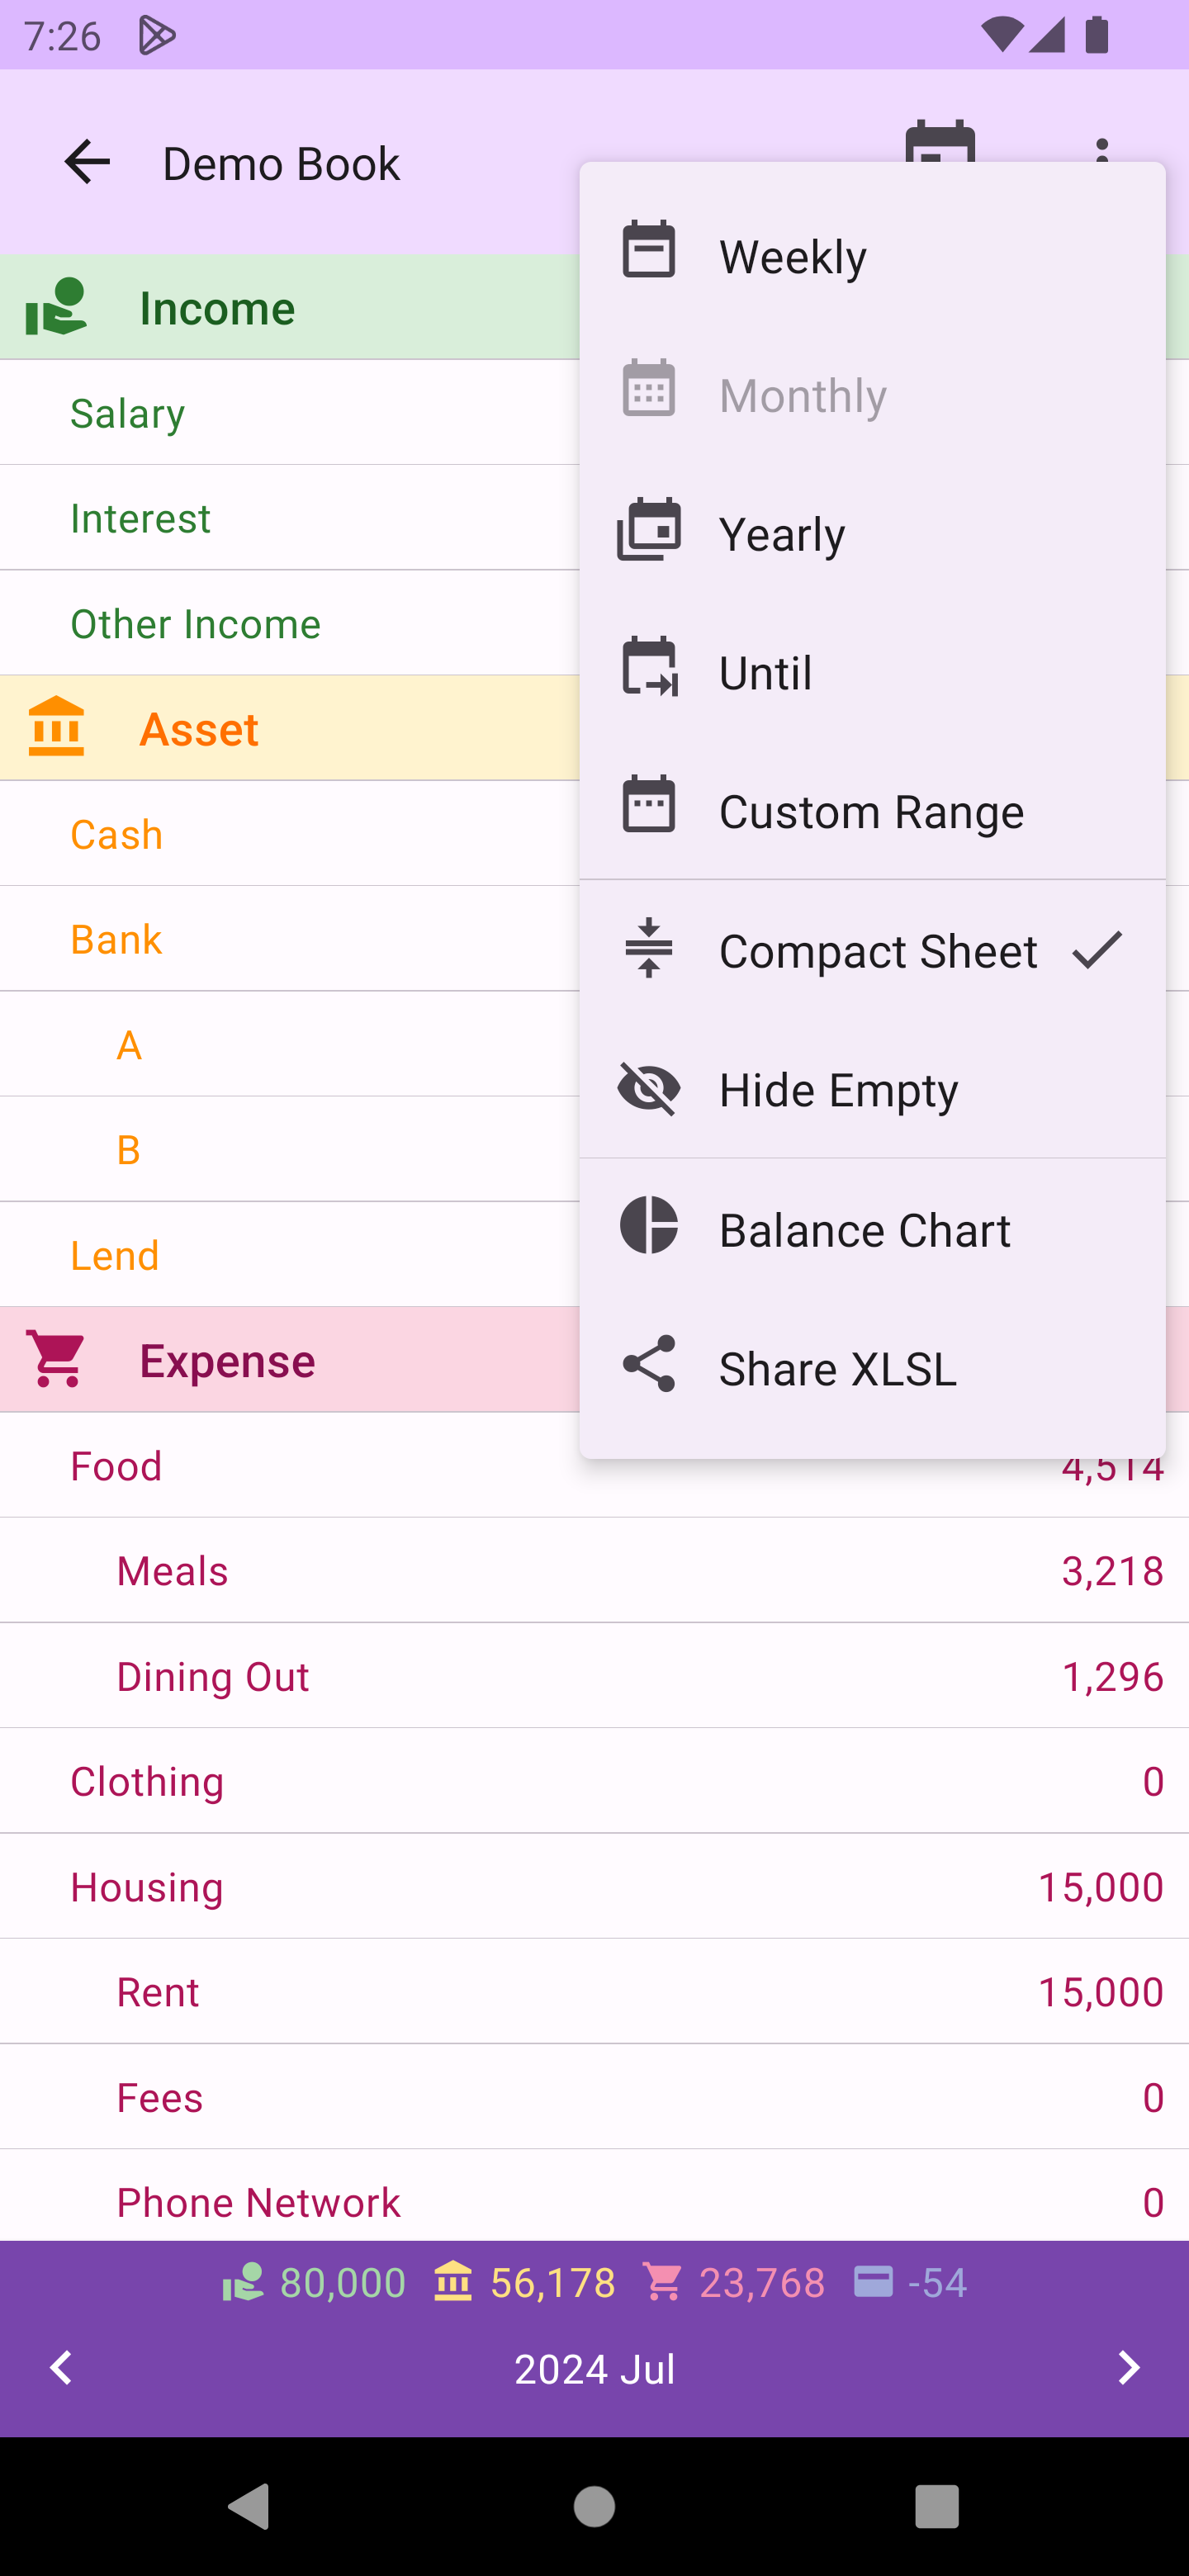 7:26
Demo Book
Weekly
Monthly
Yearly
Until
Custom Range
Compact Sheet
Hide Empty
Balance Chart
Share XLSL
Income
Salary
Interest
Other Income
Asset
Cash
Bank
A
B
Lend
Expense
Food 4,514
Meals 3,218
Dining Out 1,296
Clothing 0
Housing 15,000
Rent 15,000
Fees 0
Phone Network 0
80,000 56,178 23,768 -54
2024 Jul